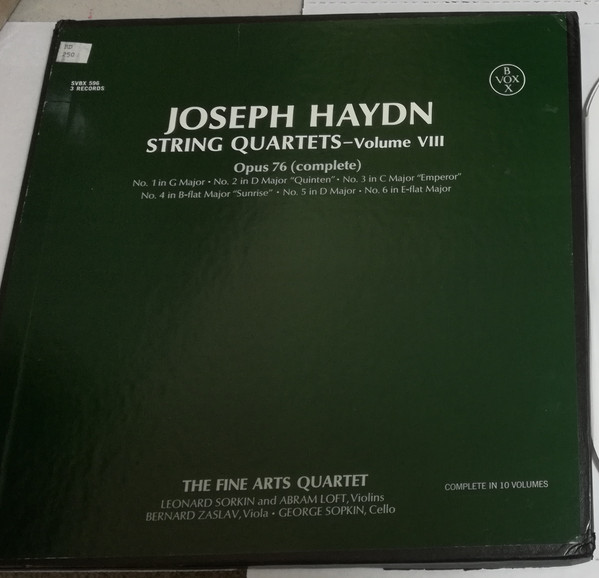 DD
250
SVBX 596
3 RECORDS
B
VOX
X
JOSEPH HAYDN
STRING QUARTETS–Volume VIII
Opus 76 (complete)
No. 1 in G Major • No. 2 in D Major "Quinten" • No. 3 in C Major "Emperor"
No. 4 in B-flat Major "Sunrise" • No. 5 in D Major • No. 6 in E-flat Major
THE FINE ARTS QUARTET
LEONARD SORKIN and ABRAM LOFT, Violins
BERNARD ZASLAV, Viola • GEORGE SOPKIN, Cello
COMPLETE IN 10 VOLUMES